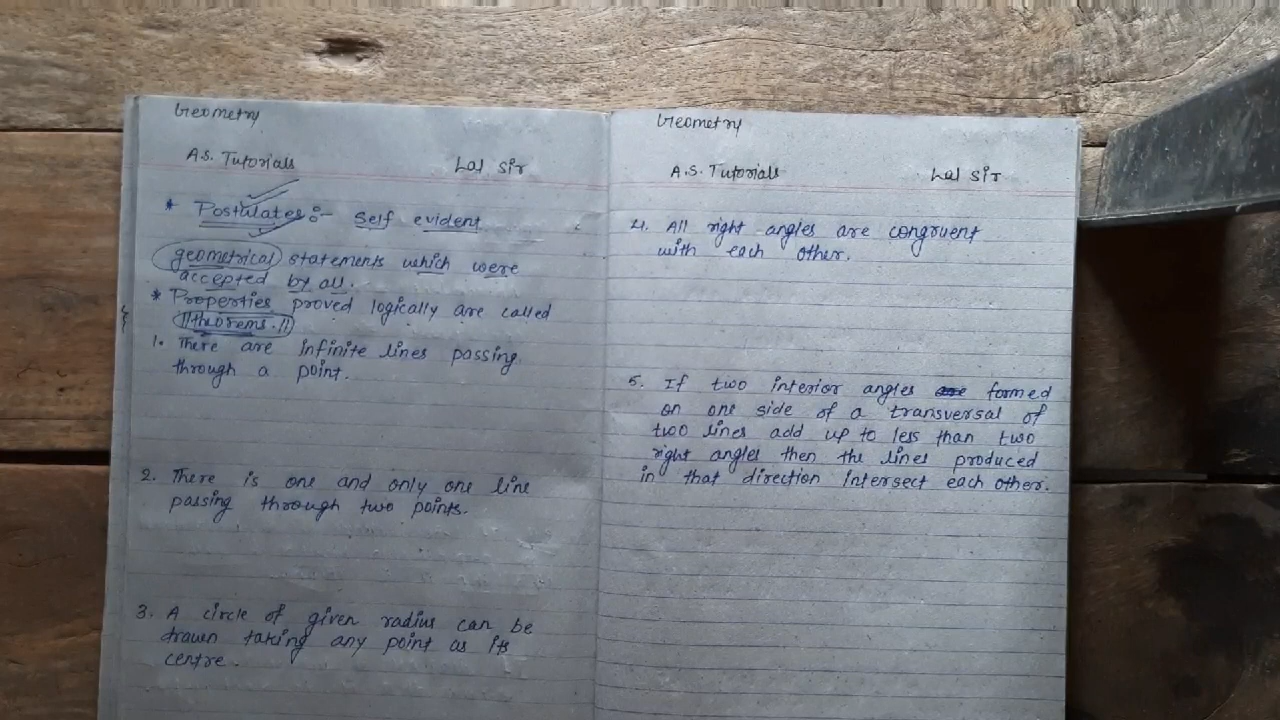 Geometry
A.S. Tutorials Lal Sir
* Postulates :- Self evident
geometrical statements which were
accepted by all.
* Properties proved logically are called
||theorems.||
1. There are infinite lines passing
through a point.
2. There is one and only one line
passing through two points.
3. A circle of given radius can be
drawn taking any point as its
centre.
Geometry
A.S. Tutorials Lal Sir
4. All right angles are congruent
with each other.
5. If two interior angles formed
on one side of a transversal of
two lines add up to less than two
right angles then the lines produced
in that direction intersect each other.